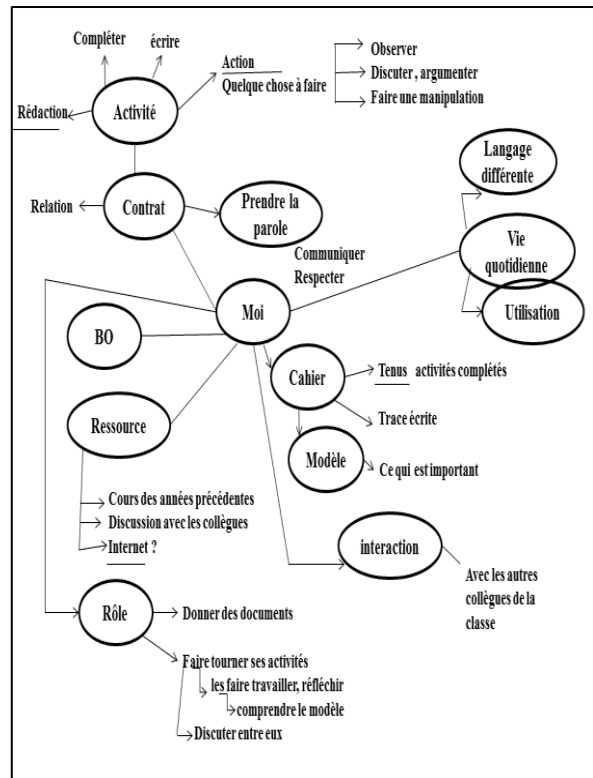 Compléter
écrire
Action
Quelque chose à faire
Observer
Discuter , argumenter
Faire une manipulation
Rédaction
Activité
Langage
différente
Relation
Contrat
Prendre la
parole
Communiquer
Respecter
Vie
quotidienne
Utilisation
Moi
BO
Cahier
Tenus activités complétés
Trace écrite
Ressource
Modèle
Ce qui est important
Cours des années précédentes
Discussion avec les collègues
Internet ?
interaction
Avec les autres
collègues de la
classe
Rôle
Donner des documents
Faire tourner ses activités
les faire travailler, réfléchir
comprendre le modèle
Discuter entre eux